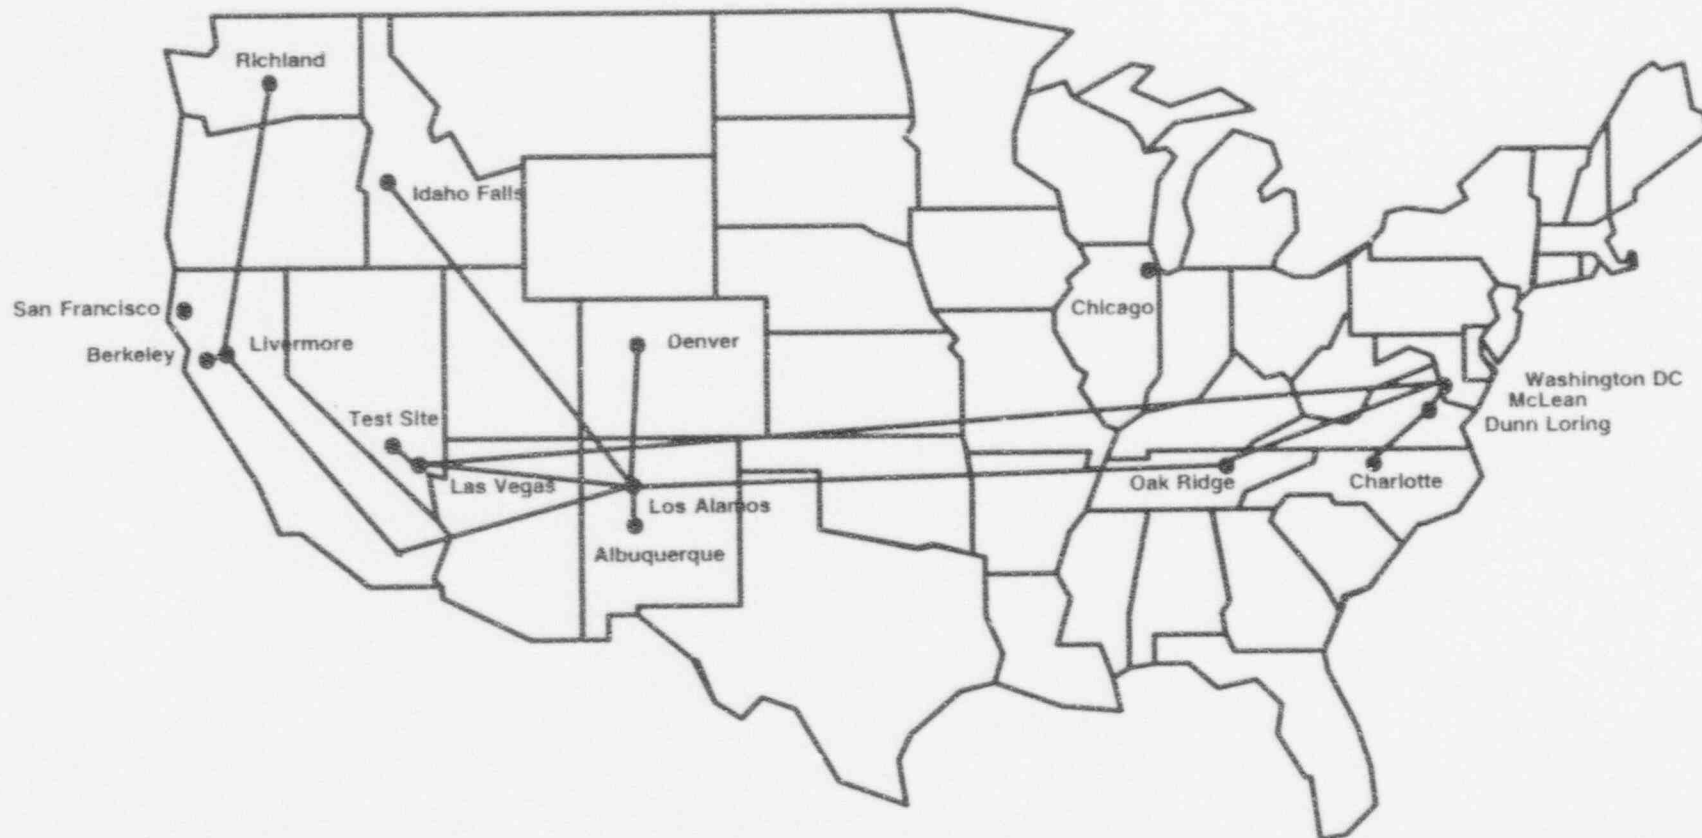 Richland
Idaho Falls
San Francisco
Chicago
Livermore
Denver
Berkeley
Washington DC
McLean
Test Site
Dunn Loring
Las Vegas
Oak Ridge
Charlotte
Los Alamos
Albuquerque